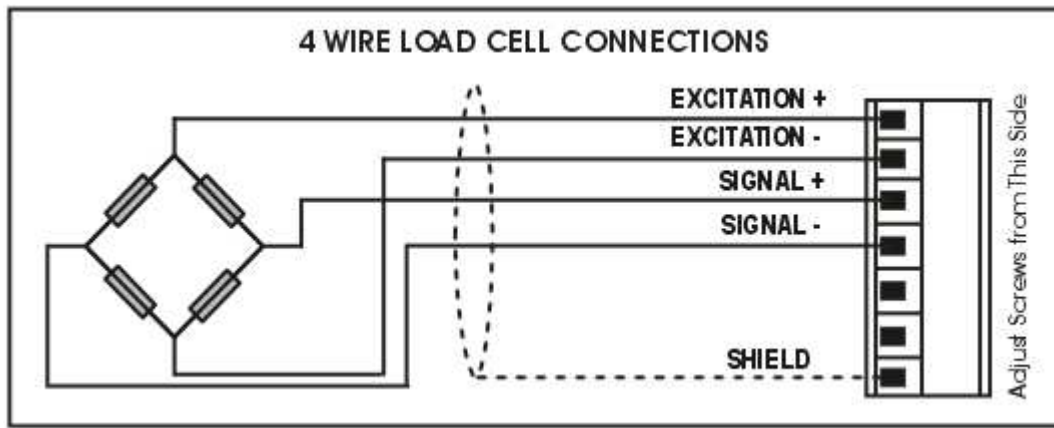 4 WIRE LOAD CELL CONNECTIONS
EXCITATION +
EXCITATION -
SIGNAL +
SIGNAL -
SHIELD
Adjust Screws from This Side